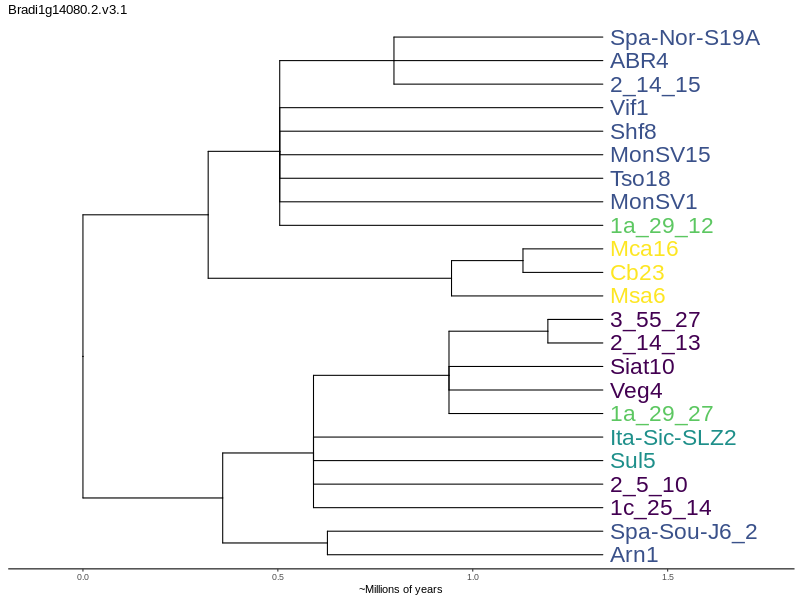 Bradi1g14080.2.v3.1
Spa-Nor-S19A
ABR4
2_14_15
Vif1
Shf8
MonSV15
Tso18
MonSV1
1a_29_12
Mca16
Cb23
Msa6
3_55_27
2_14_13
Siat10
Veg4
1a_29_27
Ita-Sic-SLZ2
Sul5
2_5_10
1c_25_14
Spa-Sou-J6_2
Arn1
0.0 0.5 1.0 1.5
~Millions of years